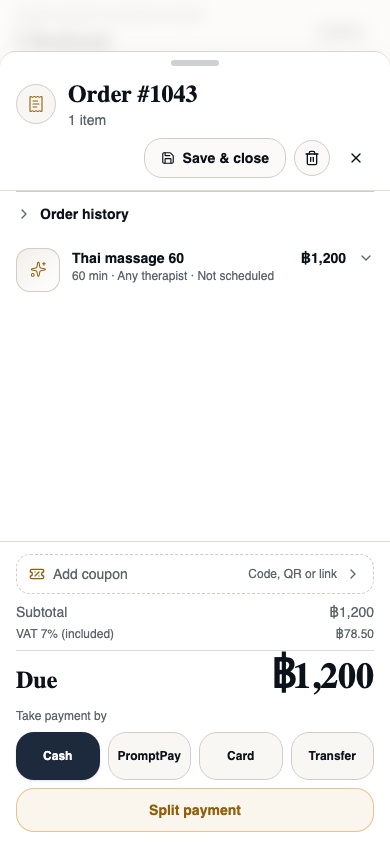 Order #1043
1 item
Save & close
Order history
Thai massage 60
฿1,200
60 min · Any therapist · Not scheduled
Add coupon
Code, QR or link
Subtotal
฿1,200
VAT 7% (included)
฿78.50
Due
฿1,200
Take payment by
Cash
PromptPay
Card
Transfer
Split payment